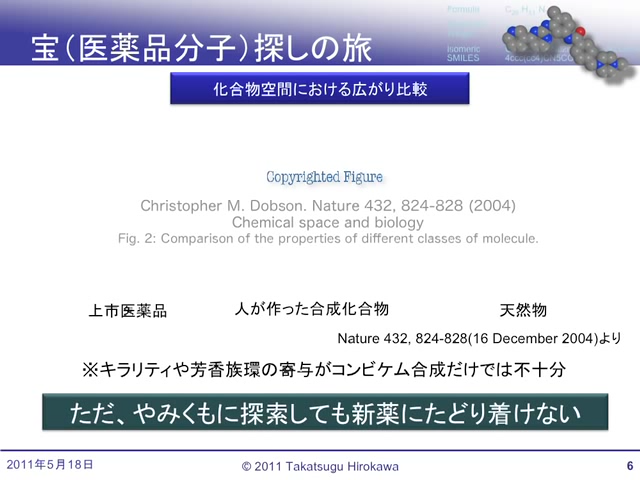 Formula
宝（医薬品分子）探しの旅
Isomeric
SMILES
化合物空間における広がり比較
Copyrighted Figure
Christopher M. Dobson. Nature 432, 824-828 (2004)
Chemical space and biology
Fig. 2: Comparison of the properties of different classes of molecule.
上市医薬品
人が作った合成化合物
天然物
Nature 432, 824-828(16 December 2004)より
※キラリティや芳香族環の寄与がコンビケム合成だけでは不十分
ただ、やみくもに探索しても新薬にたどり着けない
2011年5月18日
© 2011 Takatsugu Hirokawa
6